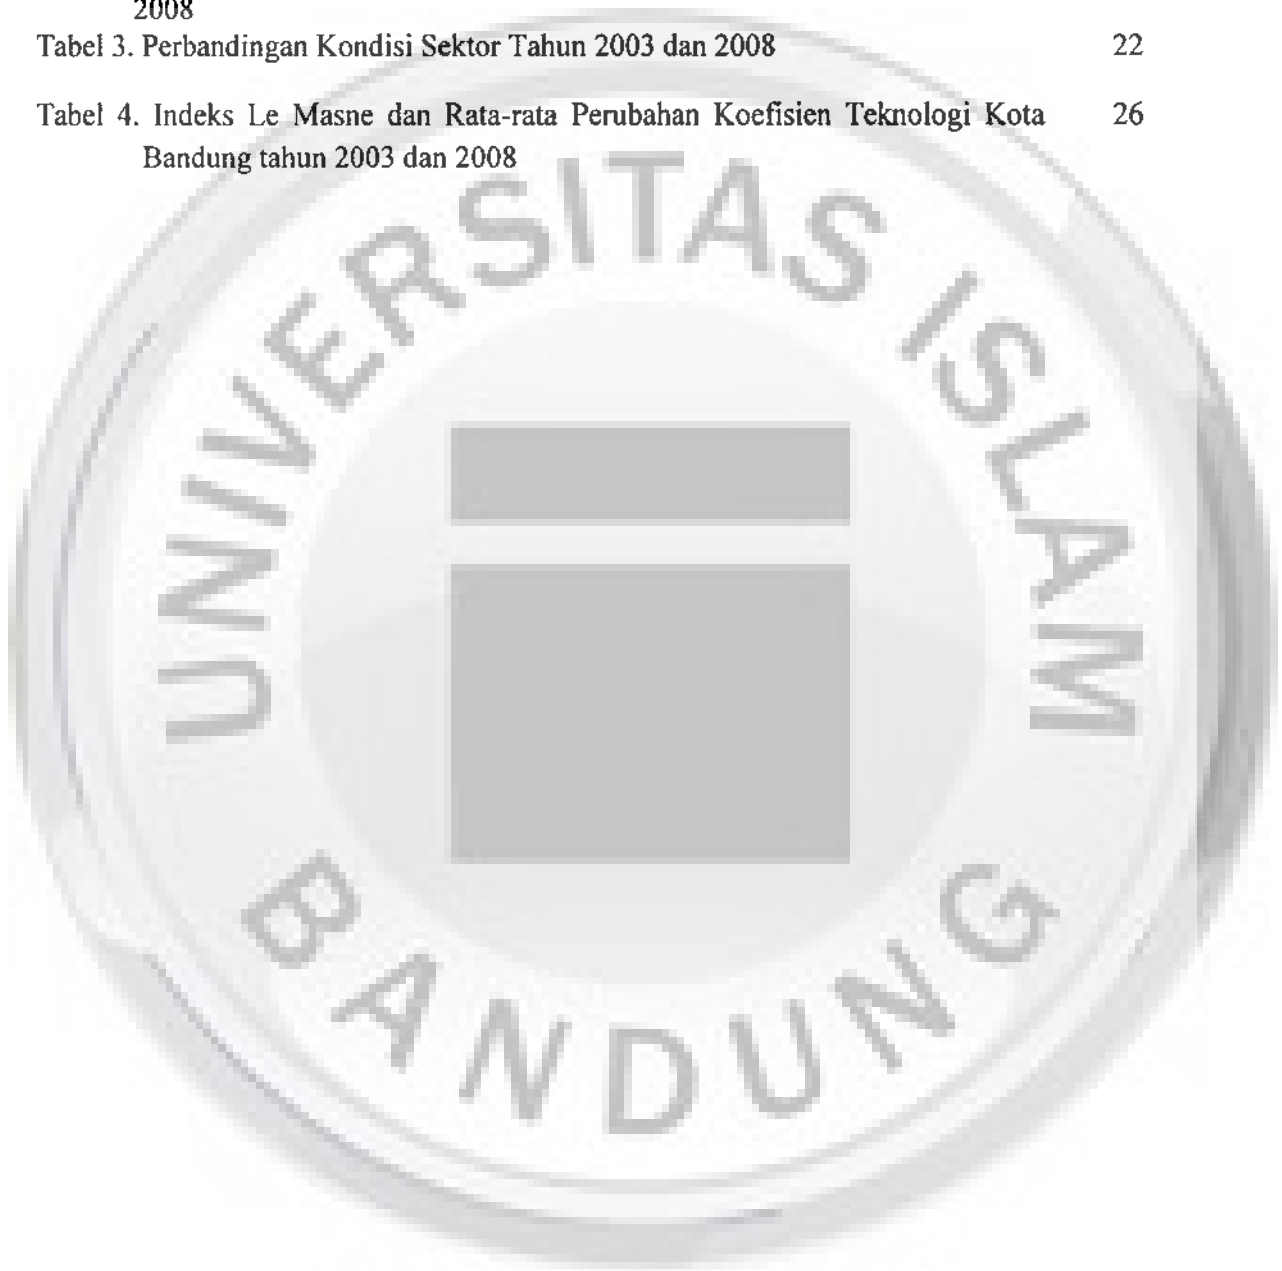 2008
Tabel 3. Perbandingan Kondisi Sektor Tahun 2003 dan 2008 22
Tabel 4. Indeks Le Masne dan Rata-rata Perubahan Koefisien Teknologi Kota 26
Bandung tahun 2003 dan 2008
UNIVERSITAS ISLAM
BANDUNG